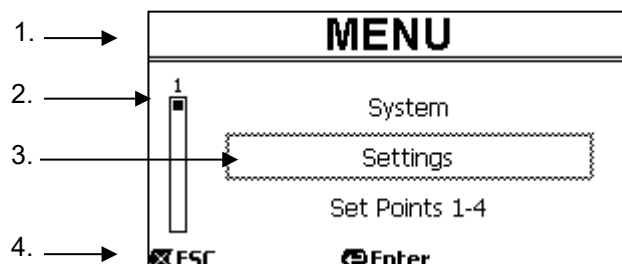 1. MENU
2. 1
System
3. Settings
Set Points 1-4
4. ESC Enter